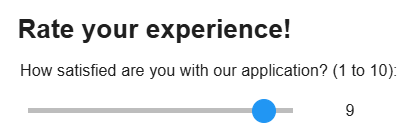 Rate your experience!
How satisfied are you with our application? (1 to 10):
9